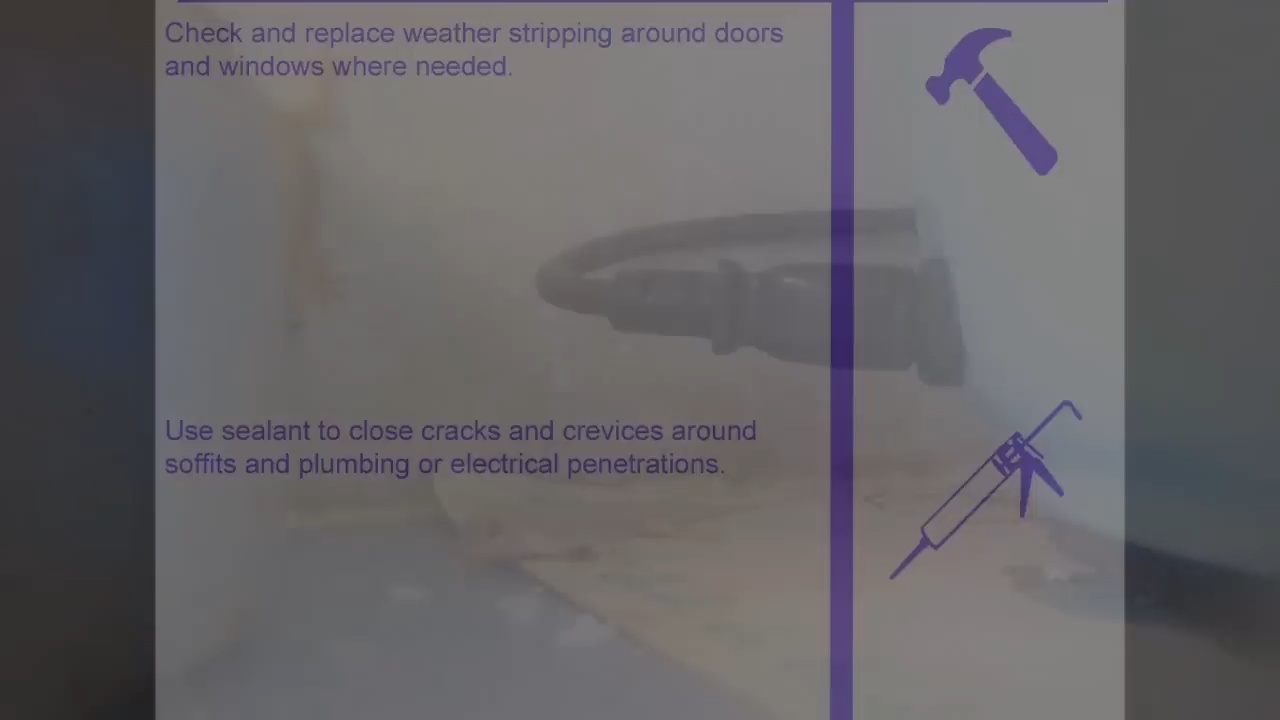 Check and replace weather stripping around doors
and windows where needed.
Use sealant to close cracks and crevices around
soffits and plumbing or electrical penetrations.